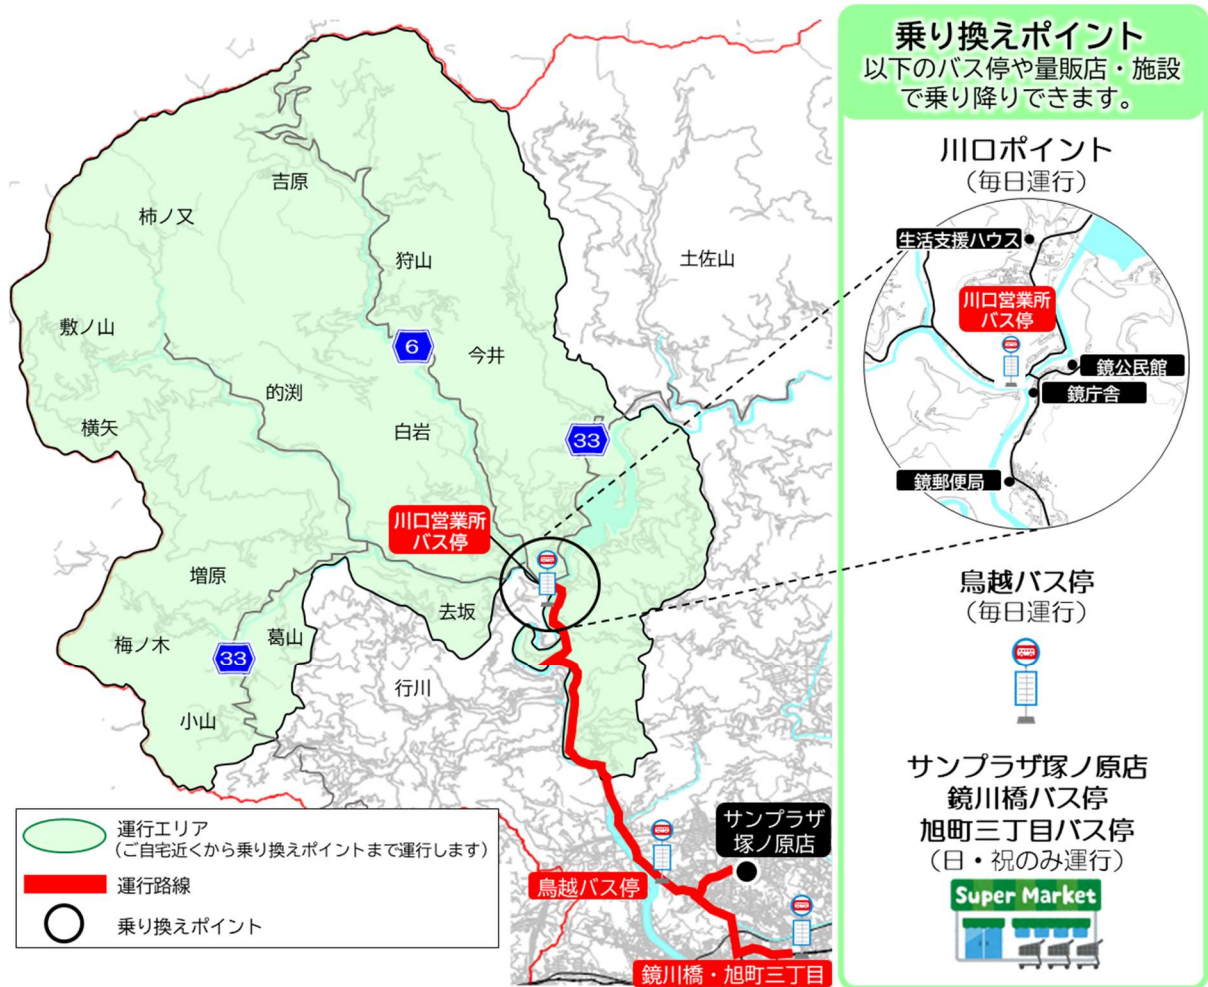 吉原
柿ノ又
狩山
土佐山
敷ノ山
6
今井
的渕
横矢
白岩
33
川口営業所
バス停
増原
去坂
梅ノ木
葛山
33
行川
小山
サンプラザ
塚ノ原店
鳥越バス停
鏡川橋・旭町三丁目
運行エリア
(ご自宅近くから乗り換えポイントまで運行します)
運行路線
乗り換えポイント
乗り換えポイント
以下のバス停や量販店・施設
で乗り降りできます。
川口ポイント
(毎日運行)
生活支援ハウス
川口営業所
バス停
鏡公民館
鏡庁舎
鏡郵便局
鳥越バス停
(毎日運行)
サンプラザ塚ノ原店
鏡川橋バス停
旭町三丁目バス停
(日・祝のみ運行)
Super Market